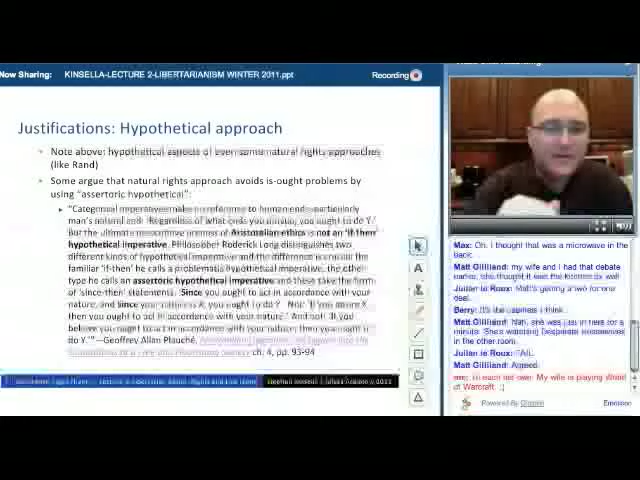 Now Sharing: KINSELLA-LECTURE 2-LIBERTARIANISM WINTER 2011.ppt
Recording
Justifications: Hypothetical approach
Note above: hypothetical aspects of even some natural rights approaches
(like Rand)
Some argue that natural rights approach avoids is-ought problems by
using "assertoric hypothetical":
"Categorical imperatives make no reference to human ends, particularly
man's natural end: 'Regardless of what ends you pursue, you ought to do Y.'
But the ultimate normative premise of Aristotelian ethics is not an 'if-then'
hypothetical imperative. Philosopher Roderick Long distinguishes two
different kinds of hypothetical imperative and the difference is crucial: the
familiar 'if-then' he calls a problematic hypothetical imperative, the other
type he calls an assertoric hypothetical imperative and these take the form
of 'since-then' statements. 'Since you ought to act in accordance with your
nature, and Since your nature is X, you ought to do Y.' Not: 'If you desire X
then you ought to act in accordance with your nature.' And not: 'If you
believe you ought to act in accordance with your nature, then you ought to
do Y.'" —Geoffrey Allan Plauché,
ch. 4, pp. 93-94
Max: Oh. I thought that was a microwave in the
back.
Matt Gilliland: my wife and I had that debate
Julien le Roux: Matt's getting a two for one deal.
Berry: It's the
I think.
Matt Gilliland: Nah, she was just in here for a
minute. She's watching Desperate Housewives
in the other room.
Julien le Roux:
Matt Gilliland: Agreed.
me: To each her own. My wife is playing World of
Warcraft. ;)
Powered By